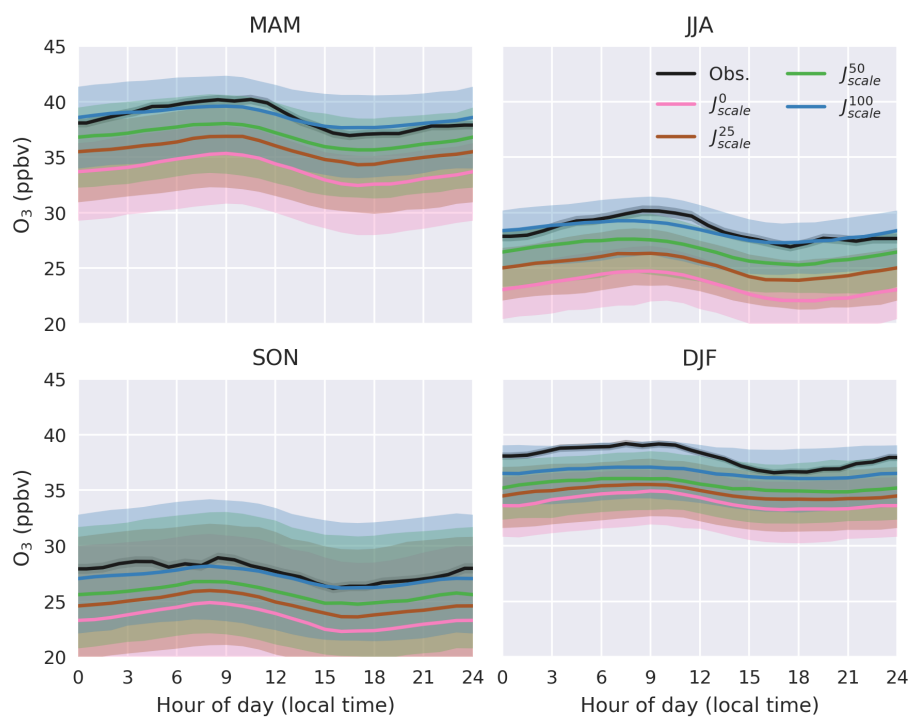 MAM
JJA
45
40
35
30
25
20
O₃ (ppbv)
Obs.
J⁰scale
J²⁵scale
J⁵⁰scale
J¹⁰⁰scale
SON
DJF
45
40
35
30
25
20
O₃ (ppbv)
0 3 6 9 12 15 18 21 24
0 3 6 9 12 15 18 21 24
Hour of day (local time)
Hour of day (local time)